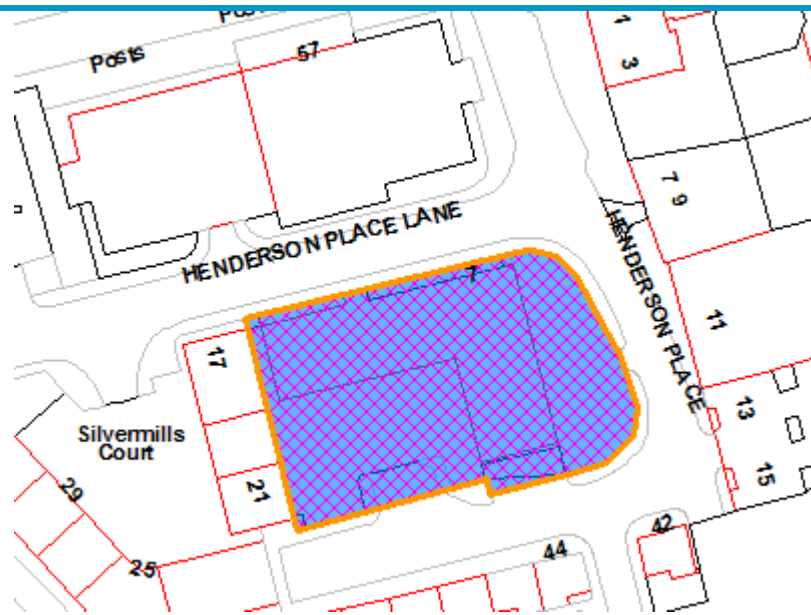 Posts
57
1
3
7 9
HENDERSON PLACE LANE
HENDERSON PLACE
7
11
17
13
Silvermills
Court
15
21
29
42
44
25